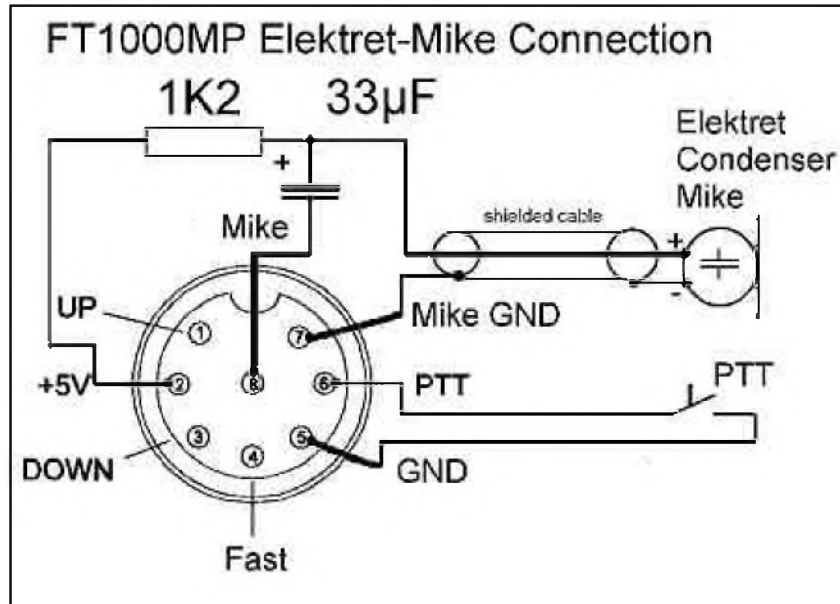 FT1000MP Elektret-Mike Connection
1K2
33µF
Elektret
Condenser
Mike
+
shielded cable
Mike
+
-
UP
1
7
Mike GND
+5V
2
8
6
PTT
PTT
3
4
5
DOWN
GND
Fast